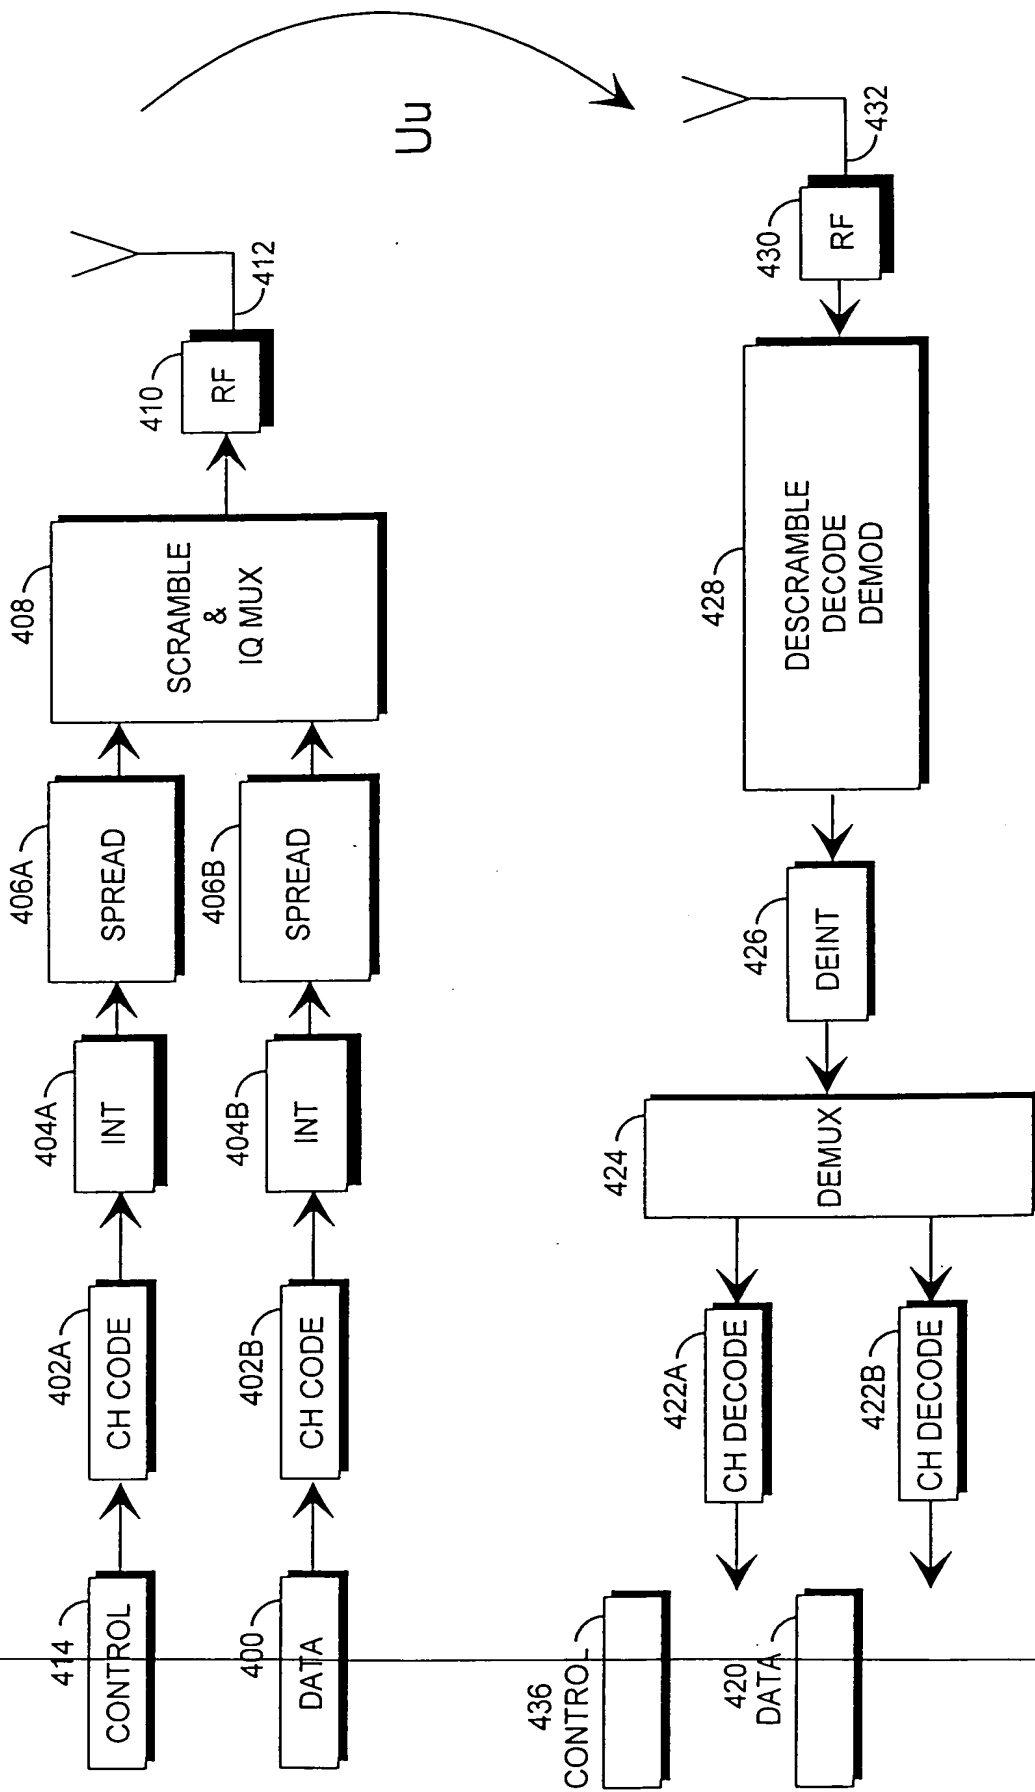 414
CONTROL
402A
CH CODE
404A
INT
406A
SPREAD
408
SCRAMBLE
&
IQ MUX
410
RF
412
400
DATA
402B
CH CODE
404B
INT
406B
SPREAD
Uu
436
CONTROL
420
DATA
422A
CH DECODE
422B
CH DECODE
424
DEMUX
426
DEINT
428
DESCRAMBLE
DECODE
DEMOD
430
RF
432